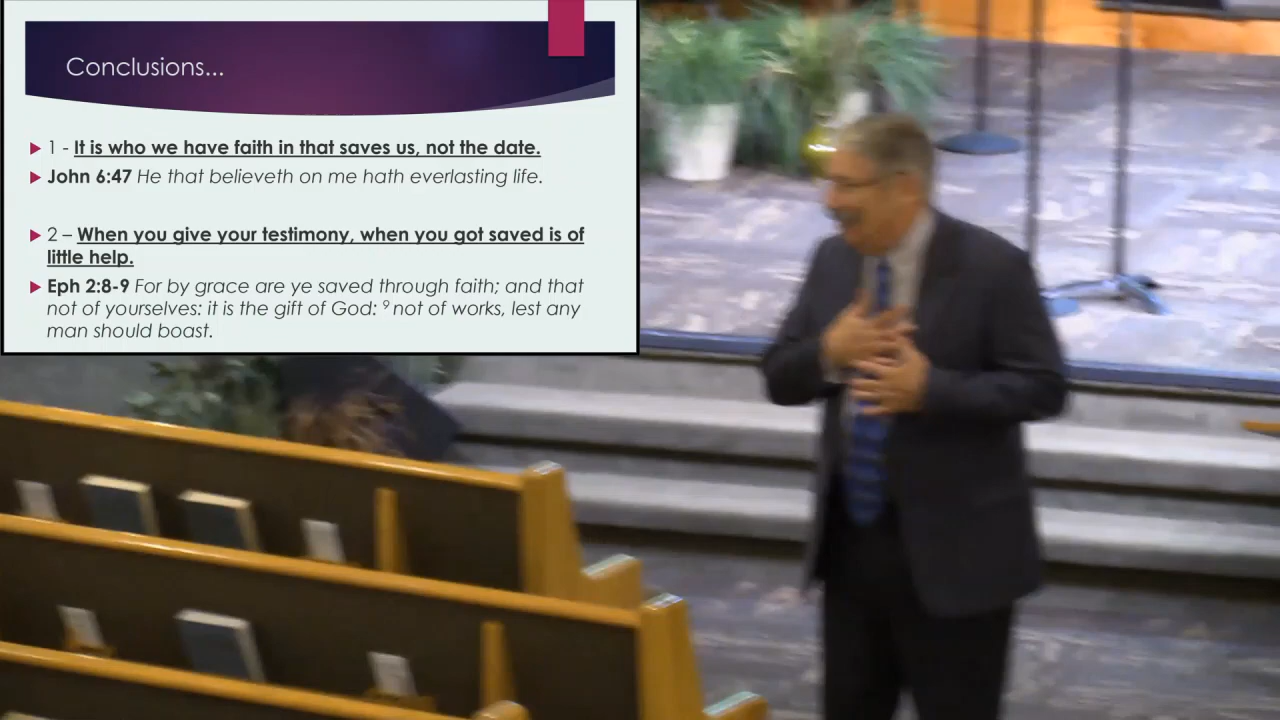 Conclusions...
1 - It is who we have faith in that saves us, not the date.
John 6:47 He that believeth on me hath everlasting life.
2 – When you give your testimony, when you got saved is of
little help.
Eph 2:8-9 For by grace are ye saved through faith; and that
not of yourselves: it is the gift of God: ⁹ not of works, lest any
man should boast.